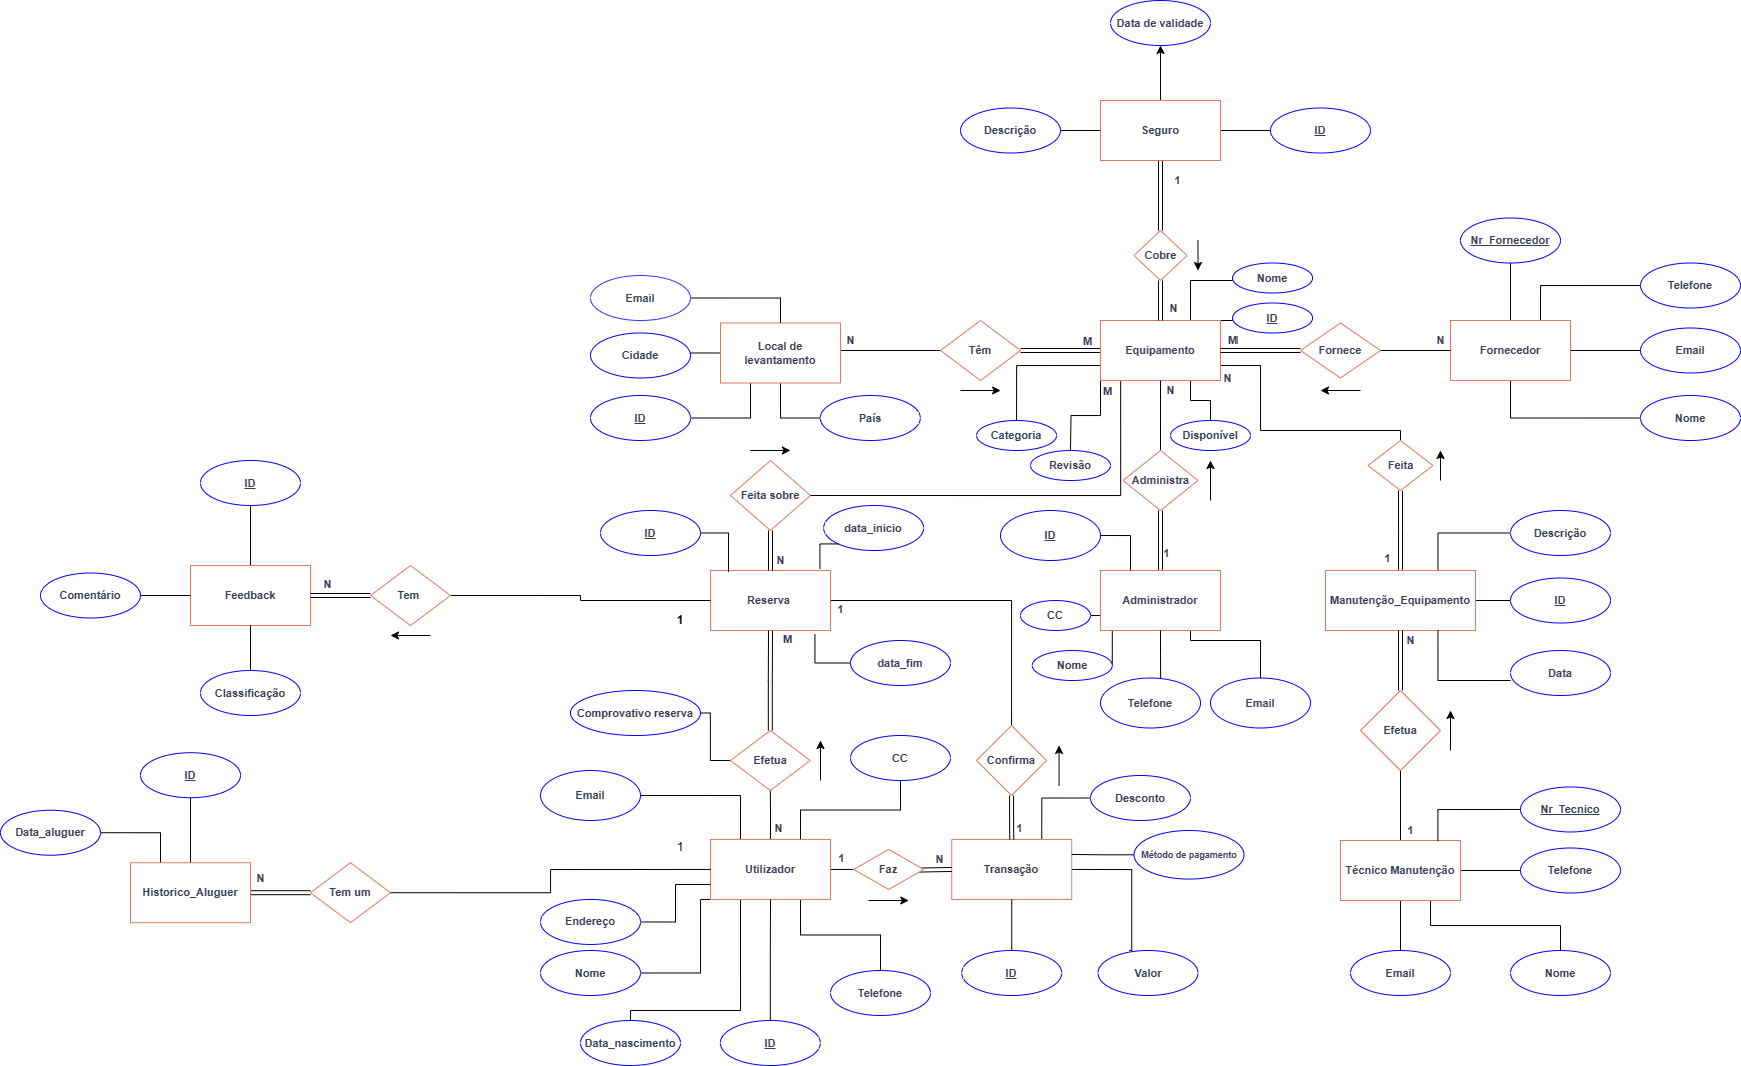 Data de validade
Descrição
Seguro
ID
1
Cobre
Nr_Fornecedor
N
Nome
ID
Email
Telefone
Cidade
Local de
levantamento
N
Têm
M
Equipamento
M
Fornece
N
Fornecedor
Email
ID
País
Categoria
M
Revisão
N
Disponível
N
Nome
Feita
ID
Feita sobre
Administra
ID
data_inicio
N
ID
1
1
Descrição
Comentário
Feedback
N
Tem
1
Reserva
1
CC
Administrador
Manutenção_Equipamento
ID
Classificação
M
data_fim
Nome
Telefone
Email
N
Data
Comprovativo reserva
Efetua
CC
Confirma
Efetua
ID
Email
Desconto
Nr_Tecnico
Data_aluguer
N
1
1
1
Historico_Aluguer
N
Tem um
Utilizador
1
Faz
N
Transação
Método de pagamento
Técnico Manutenção
Telefone
Endereço
Nome
Telefone
ID
Valor
Email
Nome
Data_nascimento
ID